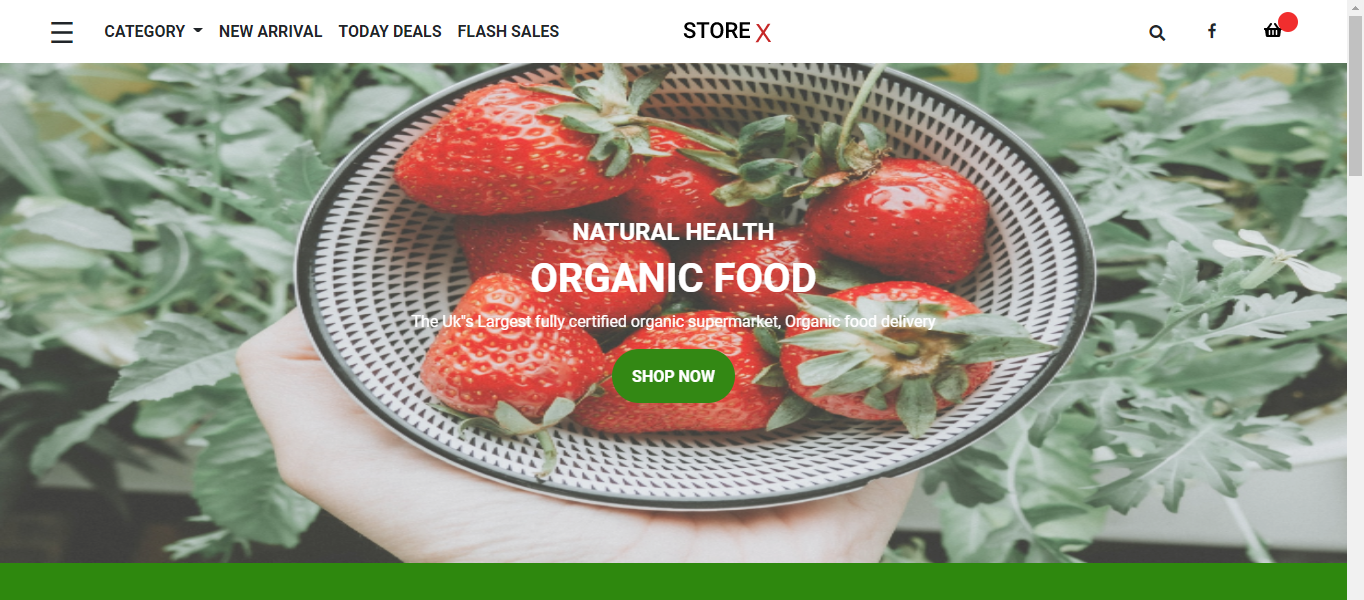 CATEGORY NEW ARRIVAL TODAY DEALS FLASH SALES STORE X
NATURAL HEALTH
ORGANIC FOOD
The Uk"s Largest fully certified organic supermarket, Organic food delivery
SHOP NOW